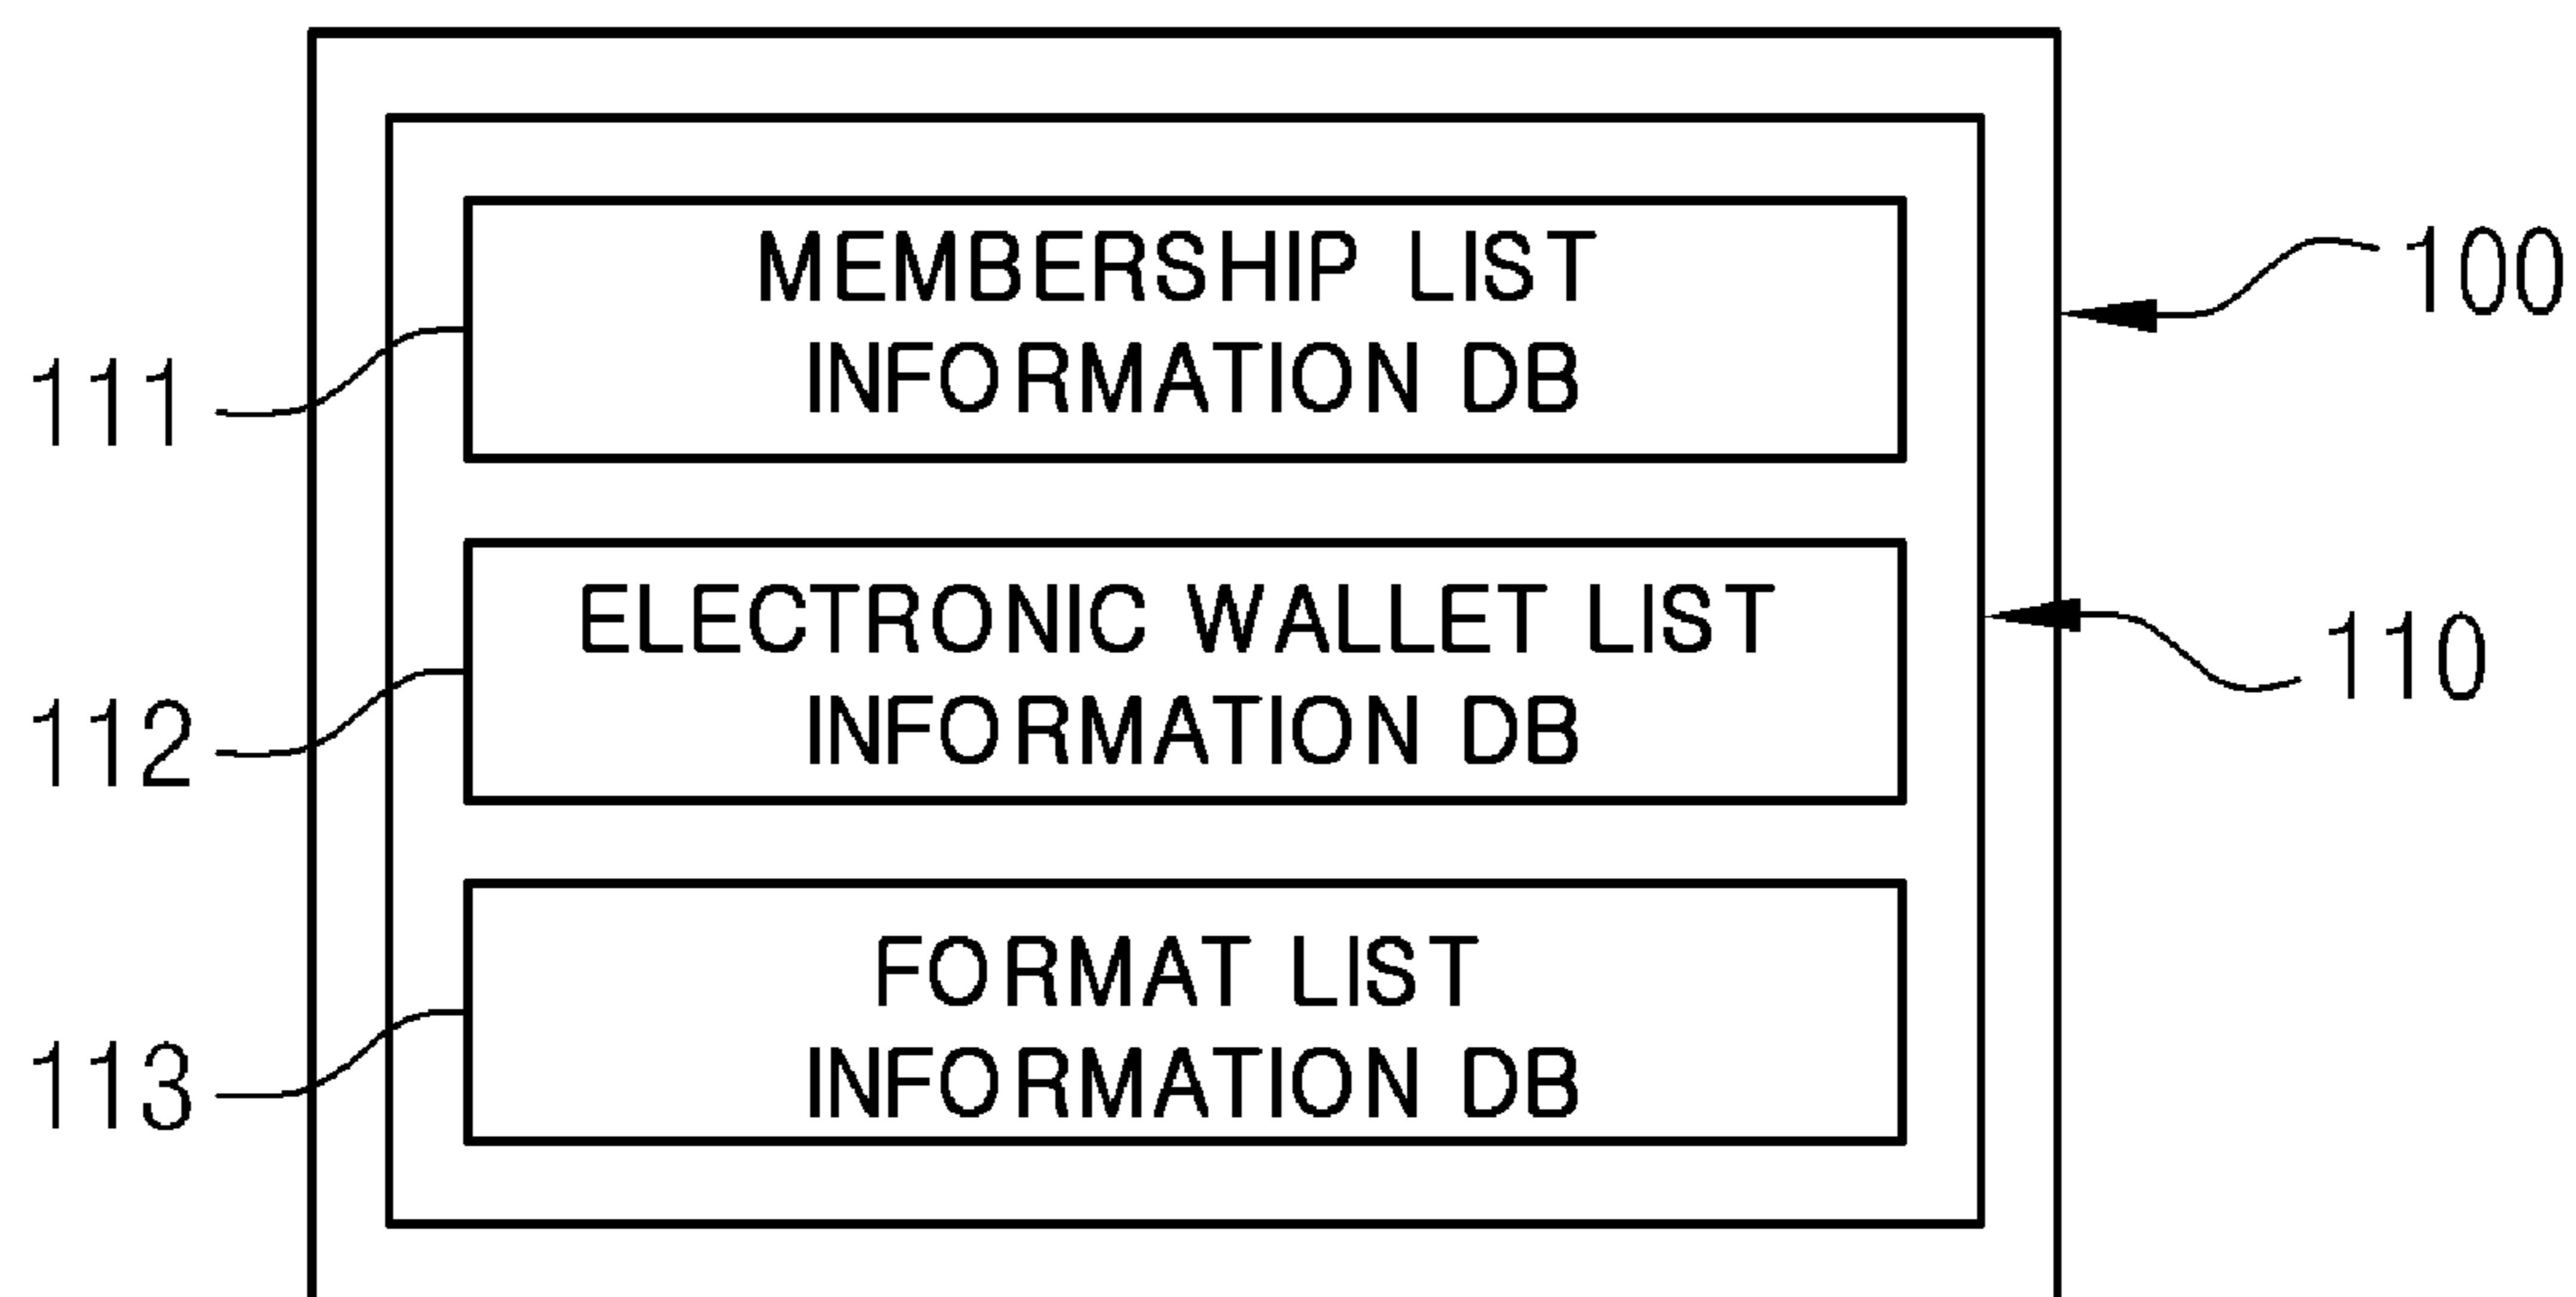 MEMBERSHIP LIST
INFORMATION DB
100
111
ELECTRONIC WALLET LIST
INFORMATION DB
110
112
FORMAT LIST
INFORMATION DB
113